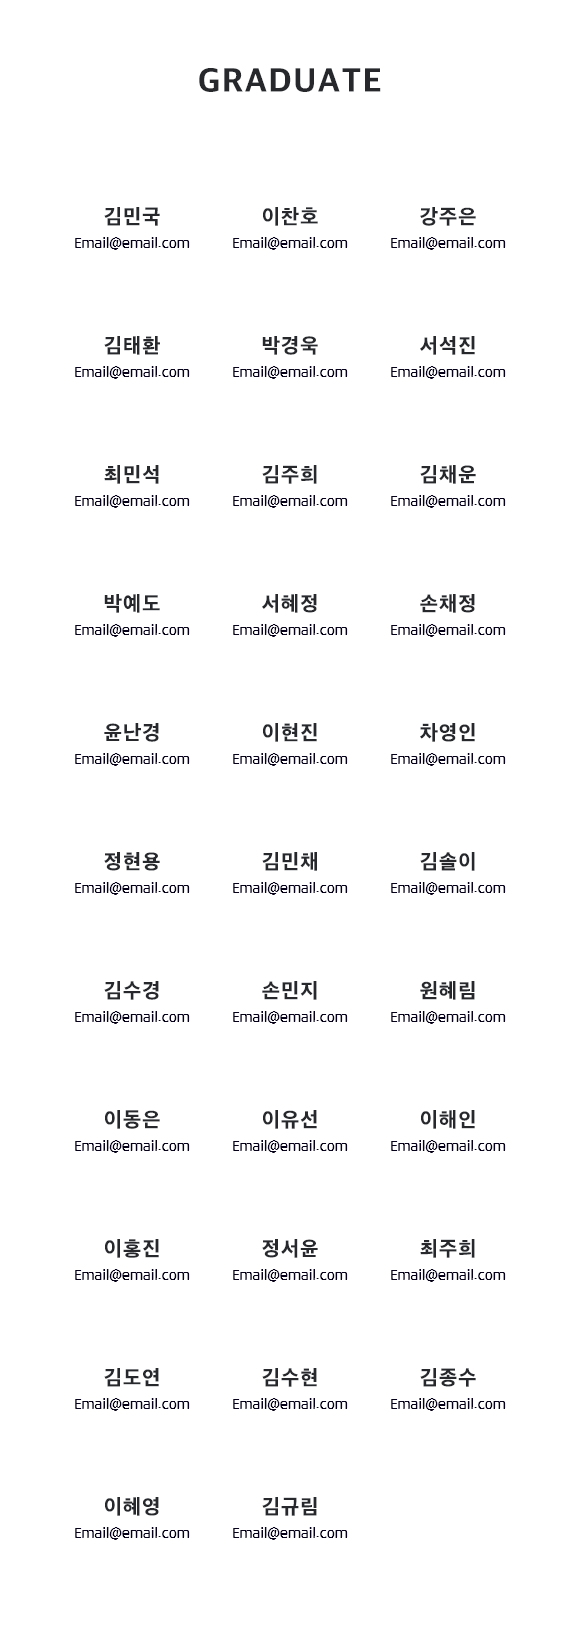 GRADUATE
김민국 이찬호 강주은
Email@email.com Email@email.com Email@email.com
김태환 박경욱 서석진
Email@email.com Email@email.com Email@email.com
최민석 김주희 김채운
Email@email.com Email@email.com Email@email.com
박예도 서혜정 손채정
Email@email.com Email@email.com Email@email.com
윤난경 이현진 차영인
Email@email.com Email@email.com Email@email.com
정현용 김민채 김솔이
Email@email.com Email@email.com Email@email.com
김수경 손민지 원혜림
Email@email.com Email@email.com Email@email.com
이동은 이유선 이해인
Email@email.com Email@email.com Email@email.com
이홍진 정서윤 최주희
Email@email.com Email@email.com Email@email.com
김도연 김수현 김종수
Email@email.com Email@email.com Email@email.com
이혜영 김규림
Email@email.com Email@email.com